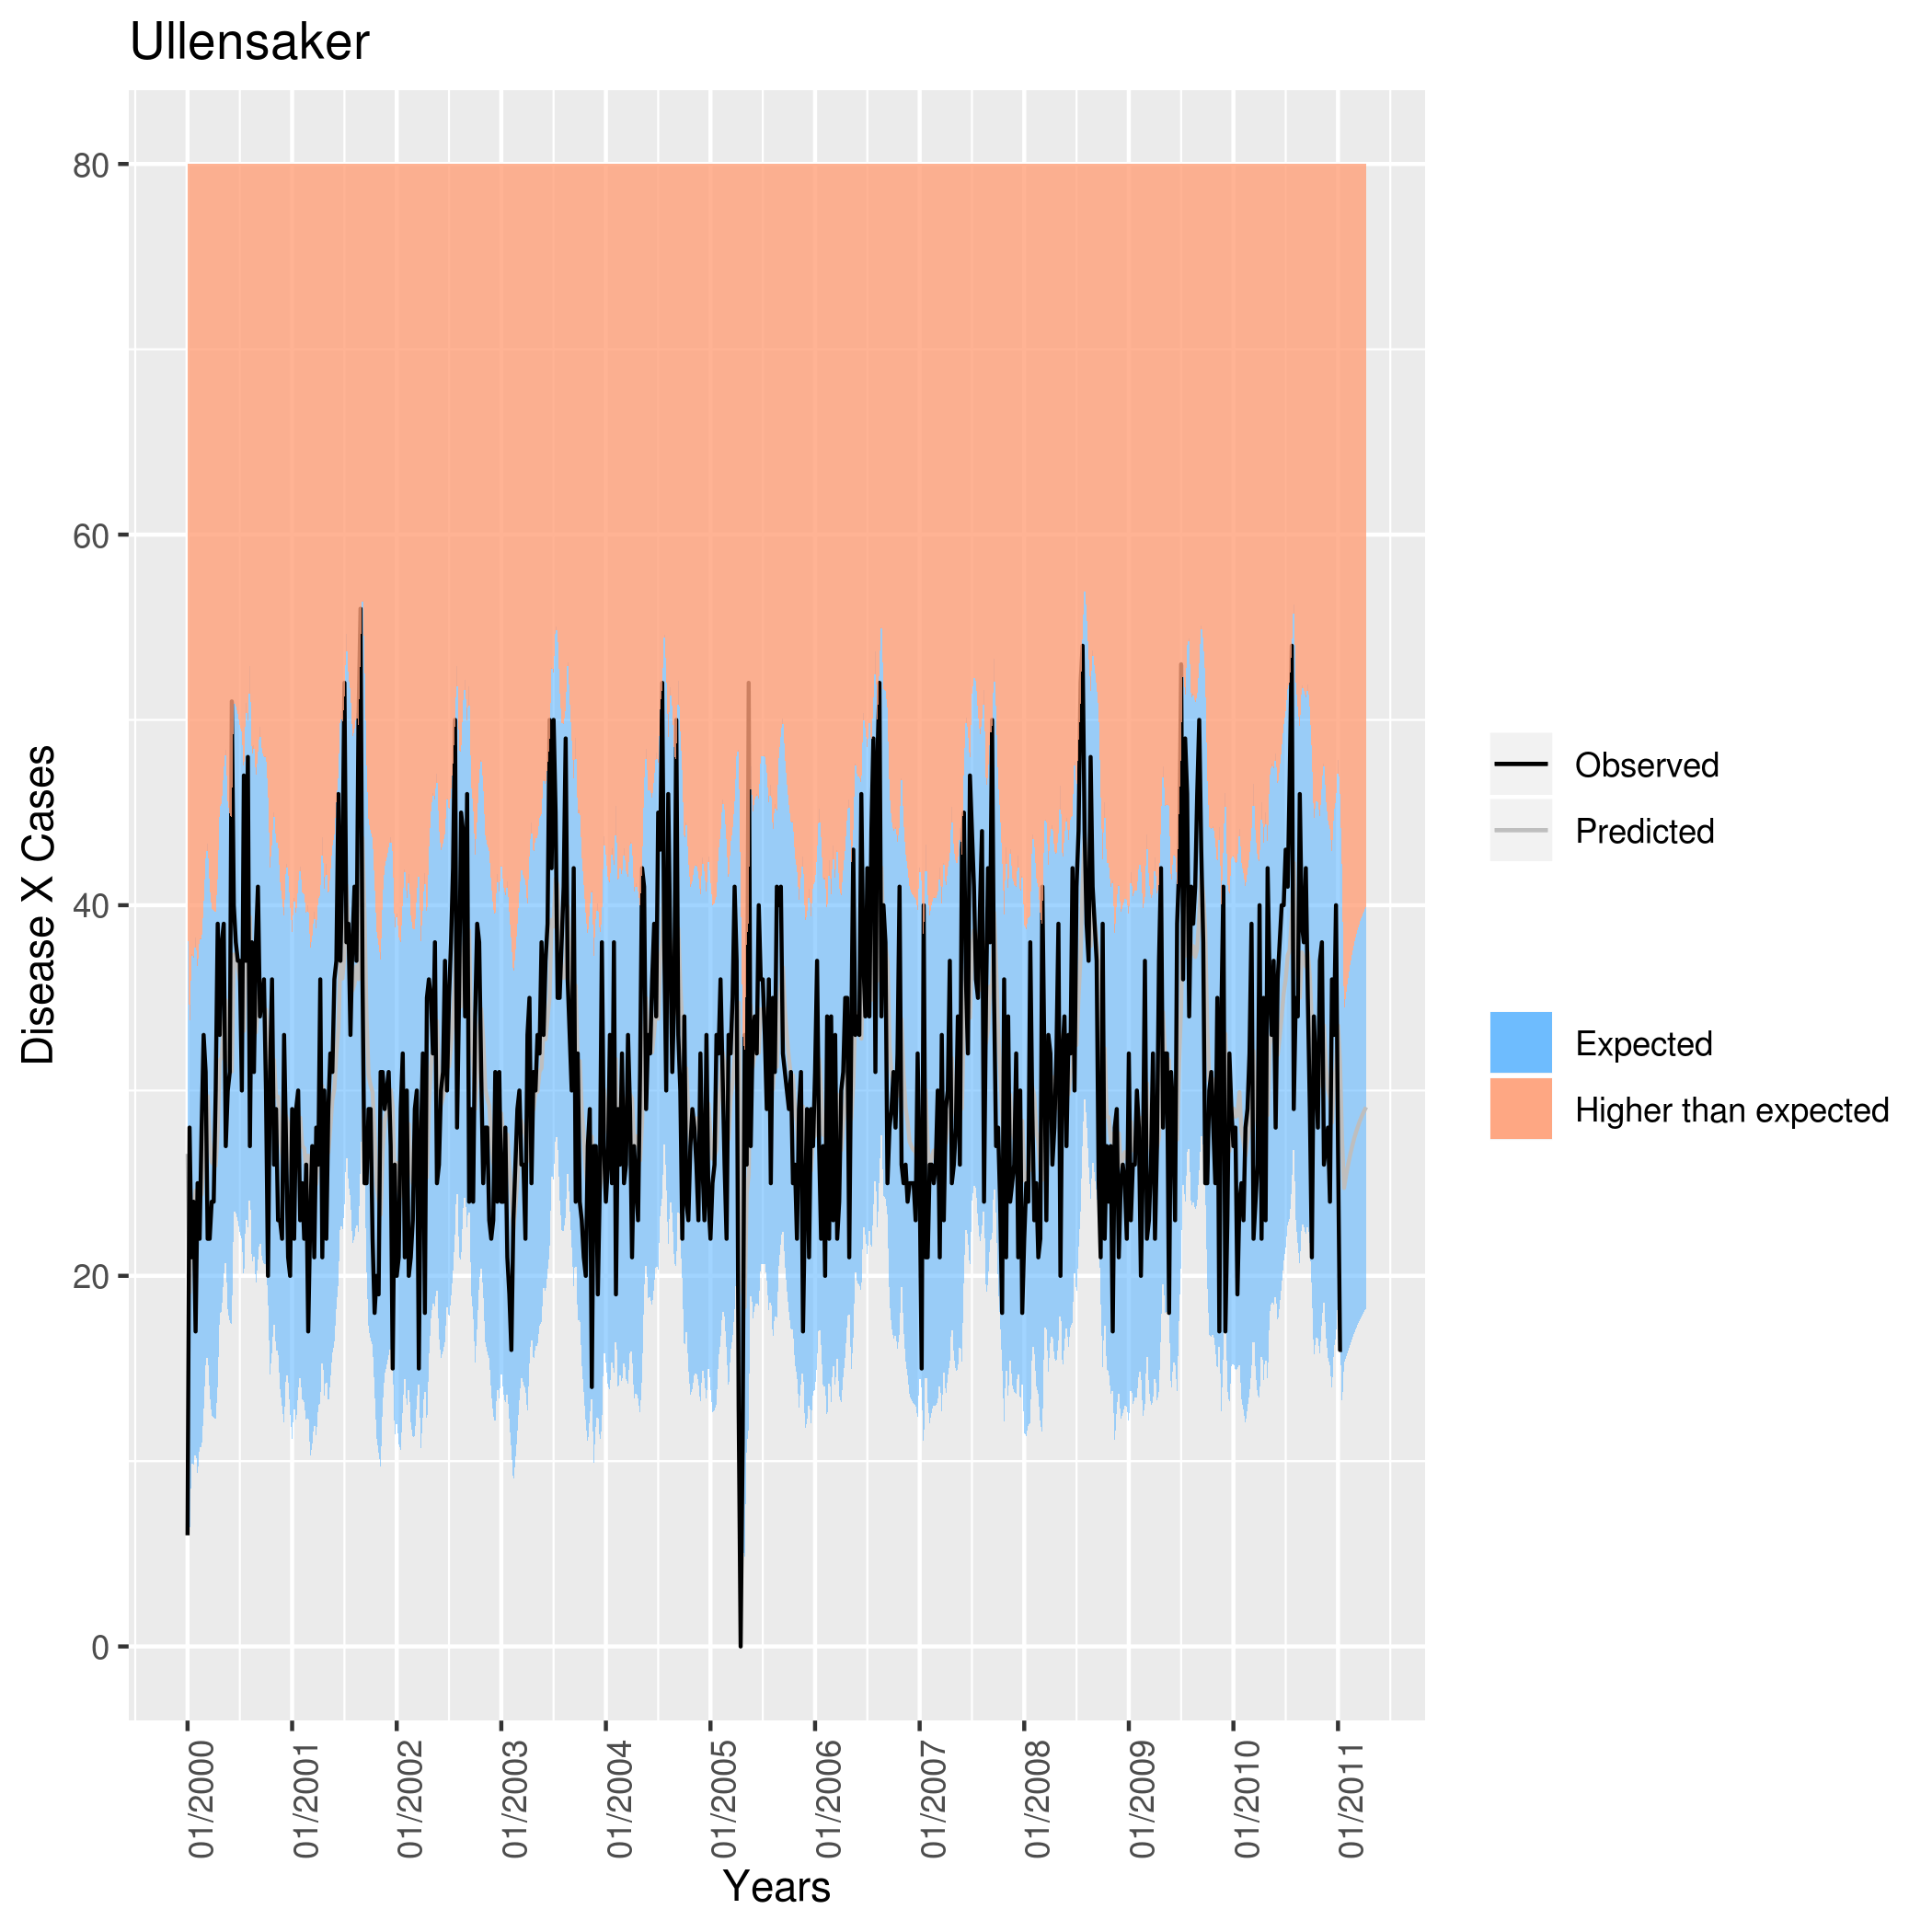 Ullensaker
80
60
40
20
0
Disease X Cases
01/2000
01/2001
01/2002
01/2003
01/2004
01/2005
01/2006
01/2007
01/2008
01/2009
01/2010
01/2011
Years
Observed
Predicted
Expected
Higher than expected